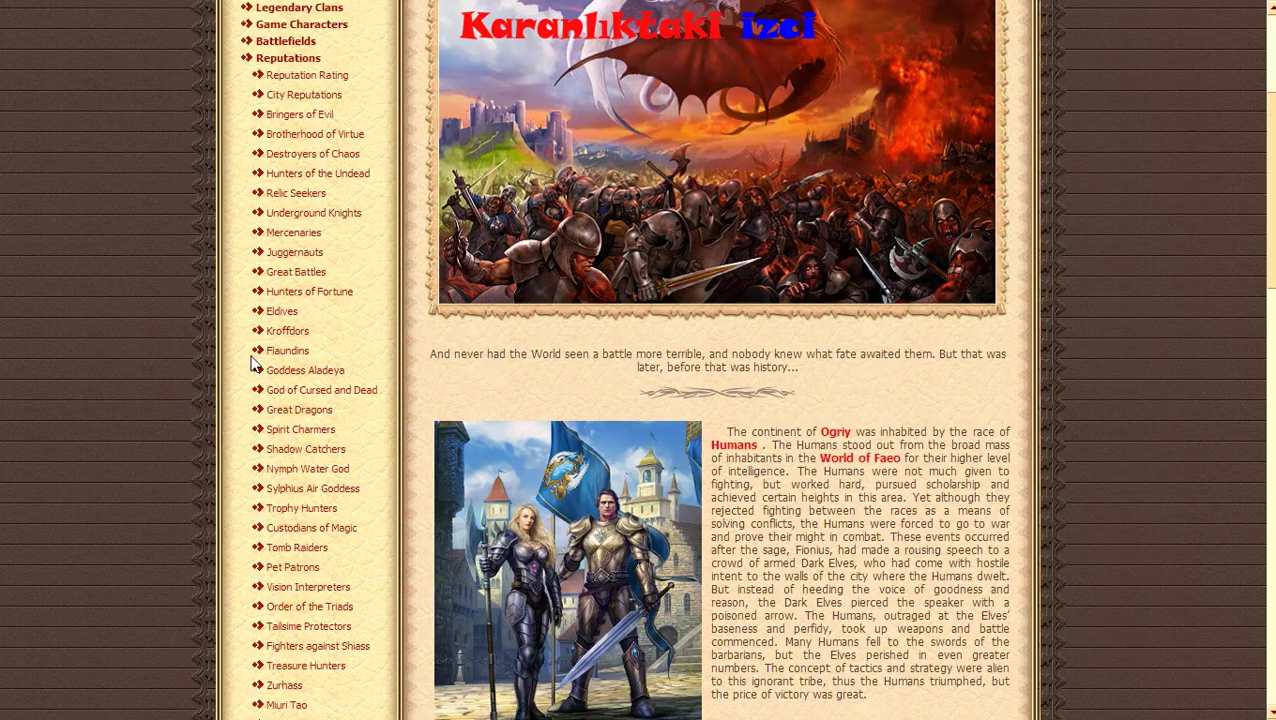 Legendary Clans
Game Characters
Battlefields
Reputations
Reputation Rating
City Reputations
Bringers of Evil
Brotherhood of Virtue
Destroyers of Chaos
Hunters of the Undead
Relic Seekers
Underground Knights
Mercenaries
Juggernauts
Great Battles
Hunters of Fortune
Eldives
Kroffdors
Flaundins
Goddess Aladeya
God of Cursed and Dead
Great Dragons
Spirit Charmers
Shadow Catchers
Nymph Water God
Sylphius Air Goddess
Trophy Hunters
Custodians of Magic
Tomb Raiders
Pet Patrons
Vision Interpreters
Order of the Triads
Tailsime Protectors
Fighters against Shiass
Treasure Hunters
Zurhass
Miuri Tao
Karanlıktaki izci
And never had the World seen a battle more terrible, and nobody knew what fate awaited them. But that was
later, before that was history...
The continent of Ogriy was inhabited by the race of
Humans . The Humans stood out from the broad mass
of inhabitants in the World of Faeo for their higher level
of intelligence. The Humans were not much given to
fighting, but worked hard, pursued scholarship and
achieved certain heights in this area. Yet although they
rejected fighting between the races as a means of
solving conflicts, the Humans were forced to go to war
and prove their might in combat. These events occurred
after the sage, Fionius, had made a rousing speech to a
crowd of armed Dark Elves, who had come with hostile
intent to the walls of the city where the Humans dwelt.
But instead of heeding the voice of goodness and
reason, the Dark Elves pierced the speaker with a
poisoned arrow. The Humans, outraged at the Elves'
baseness and perfidy, took up weapons and battle
commenced. Many Humans fell to the swords of the
barbarians, but the Elves perished in even greater
numbers. The concept of tactics and strategy were alien
to this ignorant tribe, thus the Humans triumphed, but
the price of victory was great.